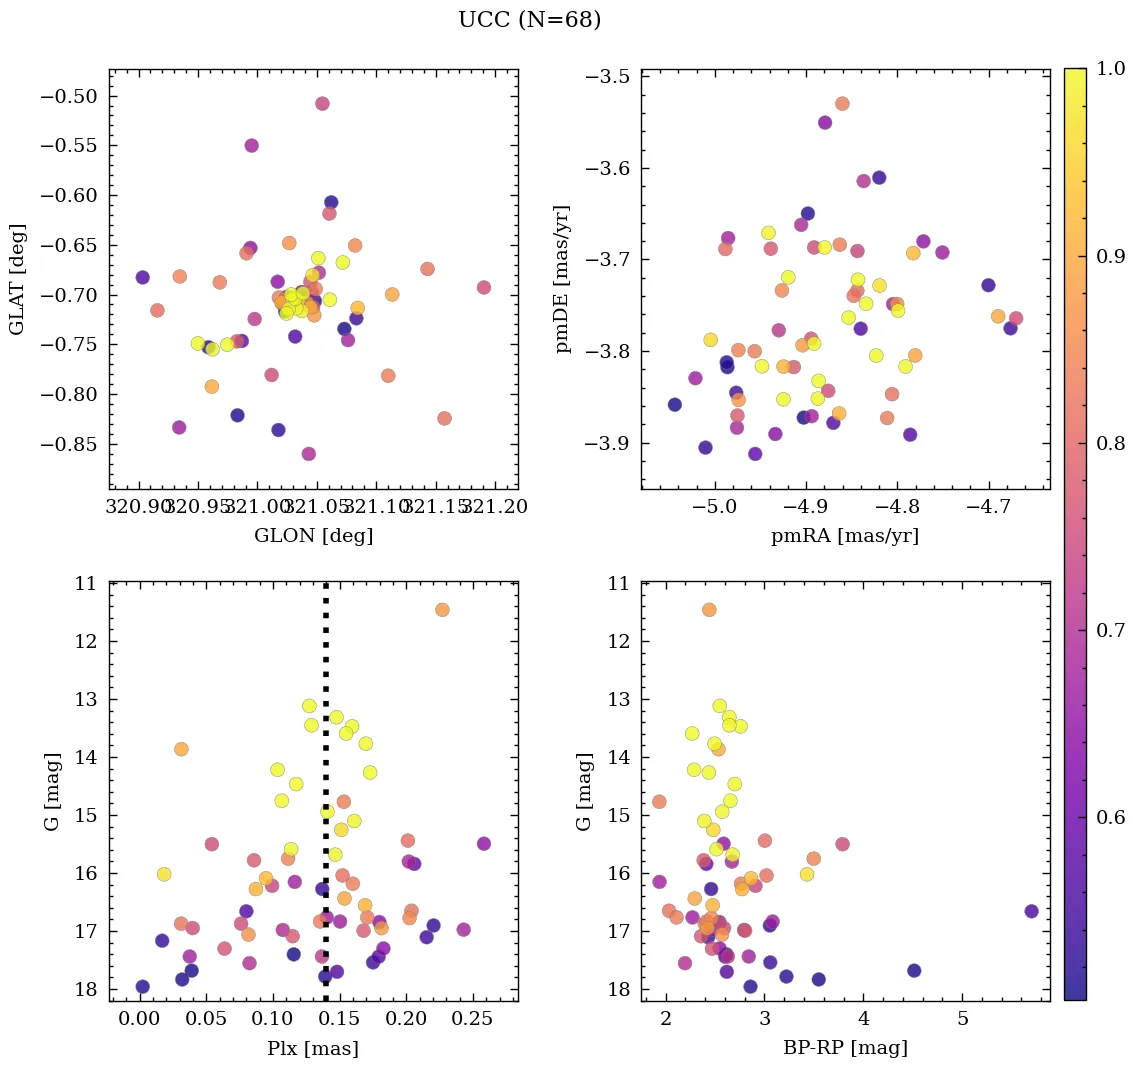 UCC (N=68)
−0.50
−0.55
−0.60
−0.65
−0.70
−0.75
−0.80
−0.85
GLAT [deg]
320.90 320.95 321.00 321.05 321.10 321.15 321.20
GLON [deg]
−3.5
−3.6
−3.7
−3.8
−3.9
pmDE [mas/yr]
−5.0 −4.9 −4.8 −4.7
pmRA [mas/yr]
1.0
0.9
0.8
0.7
0.6
11
12
13
14
15
16
17
18
G [mag]
0.00 0.05 0.10 0.15 0.20 0.25
Plx [mas]
11
12
13
14
15
16
17
18
G [mag]
2 3 4 5
BP-RP [mag]